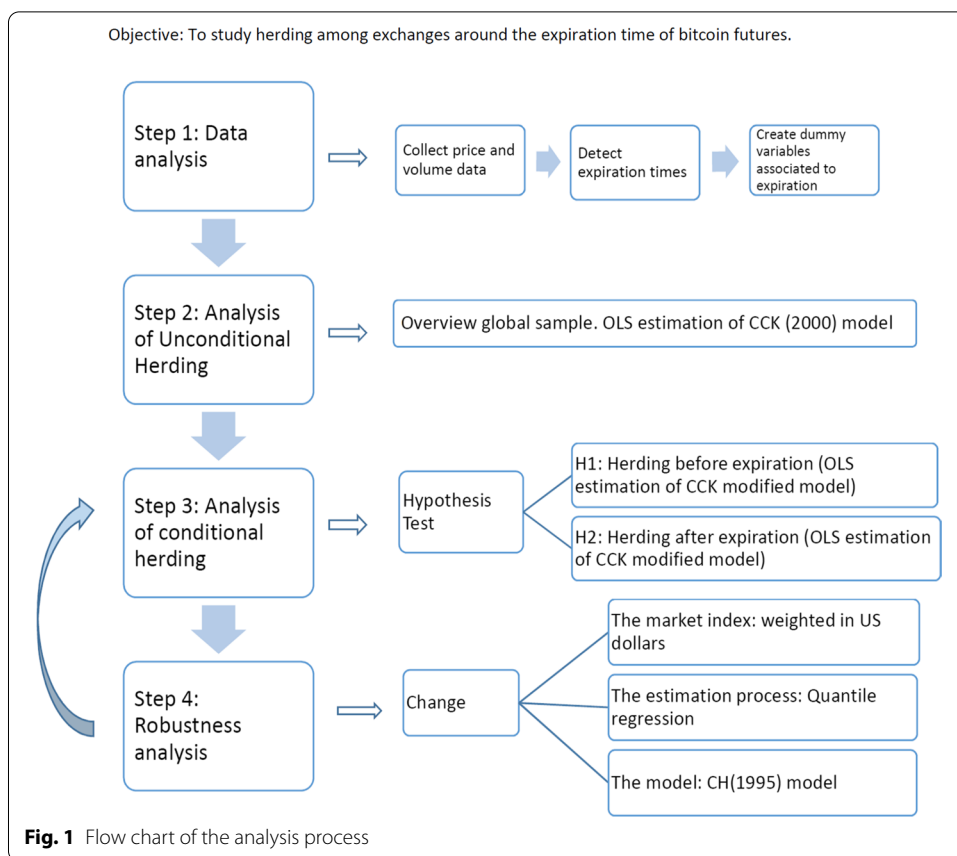 Objective: To study herding among exchanges around the expiration time of bitcoin futures.
Step 1: Data
analysis
Collect price and
volume data
Detect
expiration times
Create dummy
variables
associated to
expiration
Step 2: Analysis
of Unconditional
Herding
Overview global sample. OLS estimation of CCK (2000) model
Step 3: Analysis
of conditional
herding
Hypothesis
Test
H1: Herding before expiration (OLS
estimation of CCK modified model)
H2: Herding after expiration (OLS estimation
of CCK modified model)
Step 4:
Robustness
analysis
Change
The market index: weighted in US
dollars
The estimation process: Quantile
regression
The model: CH(1995) model
Fig. 1 Flow chart of the analysis process